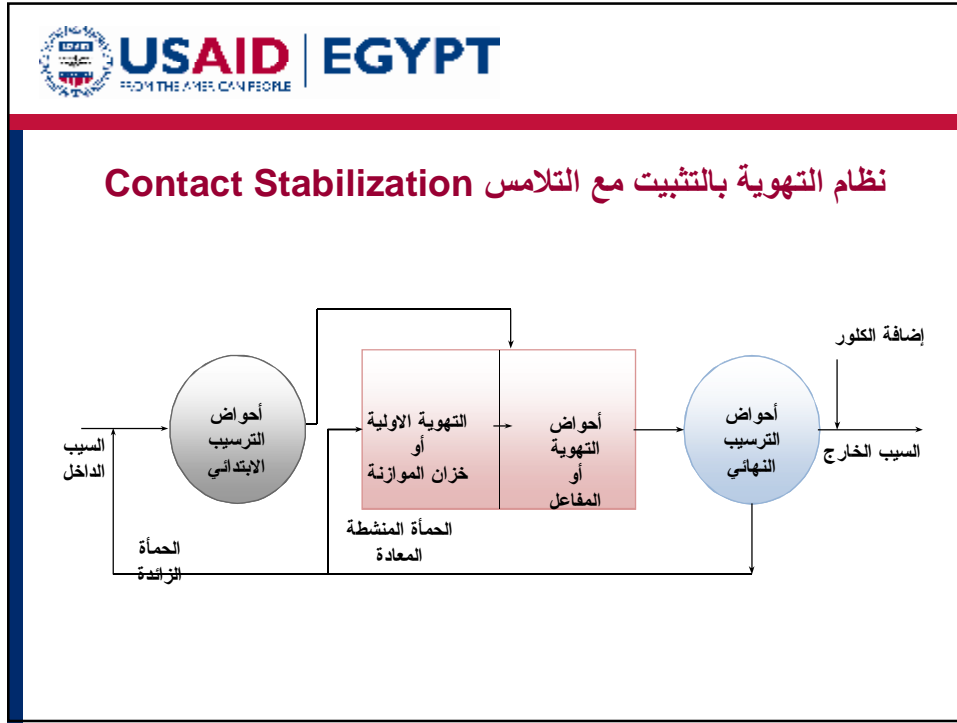 USAID | EGYPT
FROM THE AMERICAN PEOPLE
نظام التهوية بالتثبيت مع التلامس Contact Stabilization
إضافة الكلور
السيب
الداخل
أحواض
الترسيب
الابتدائي
التهوية الاولية
أو
خزان الموازنة
أحواض
التهوية
أو
المفاعل
أحواض
الترسيب
النهائي
السيب الخارج
الحمأة المنشطة
المعادة
الحمأة
الزائدة